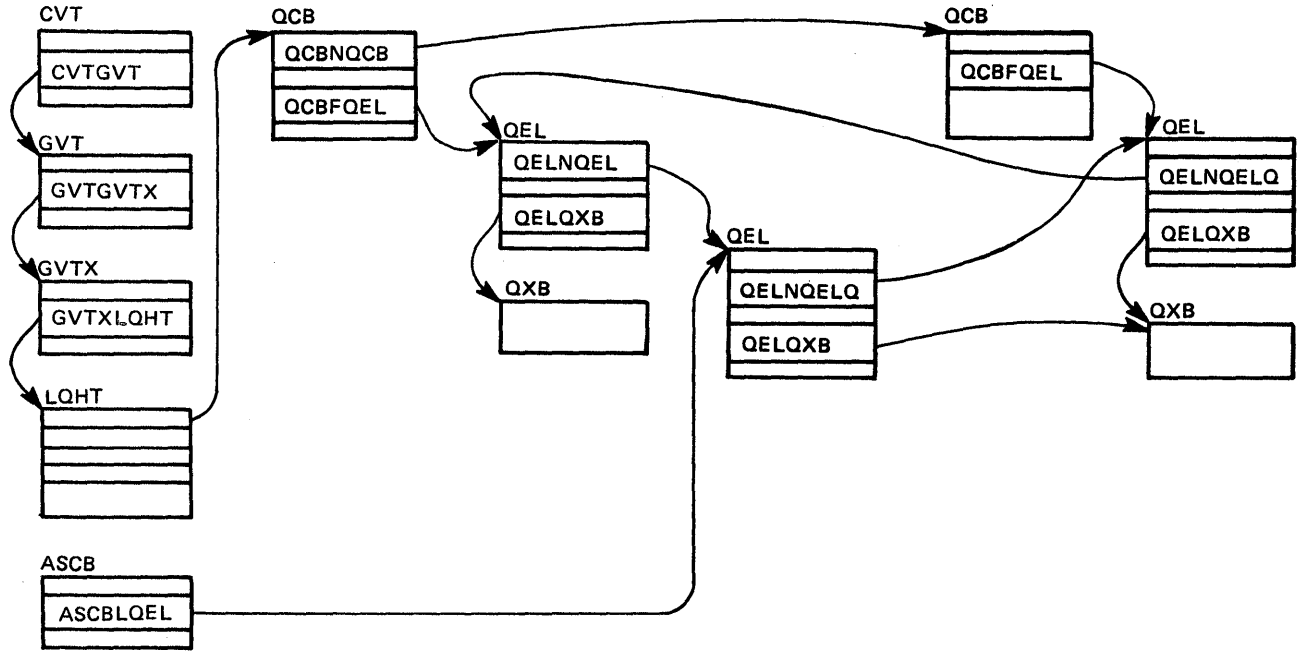 CVT
CVTGVT
GVT
GVTGVTX
GVTX
GVTXLQHT
LQHT
ASCB
ASCBLQEL
QCB
QCBNQCB
QCBFQEL
QEL
QELNQEL
QELQXB
QXB
QEL
QELNQELQ
QELQXB
QCB
QCBFQEL
QEL
QELNQELQ
QELQXB
QXB